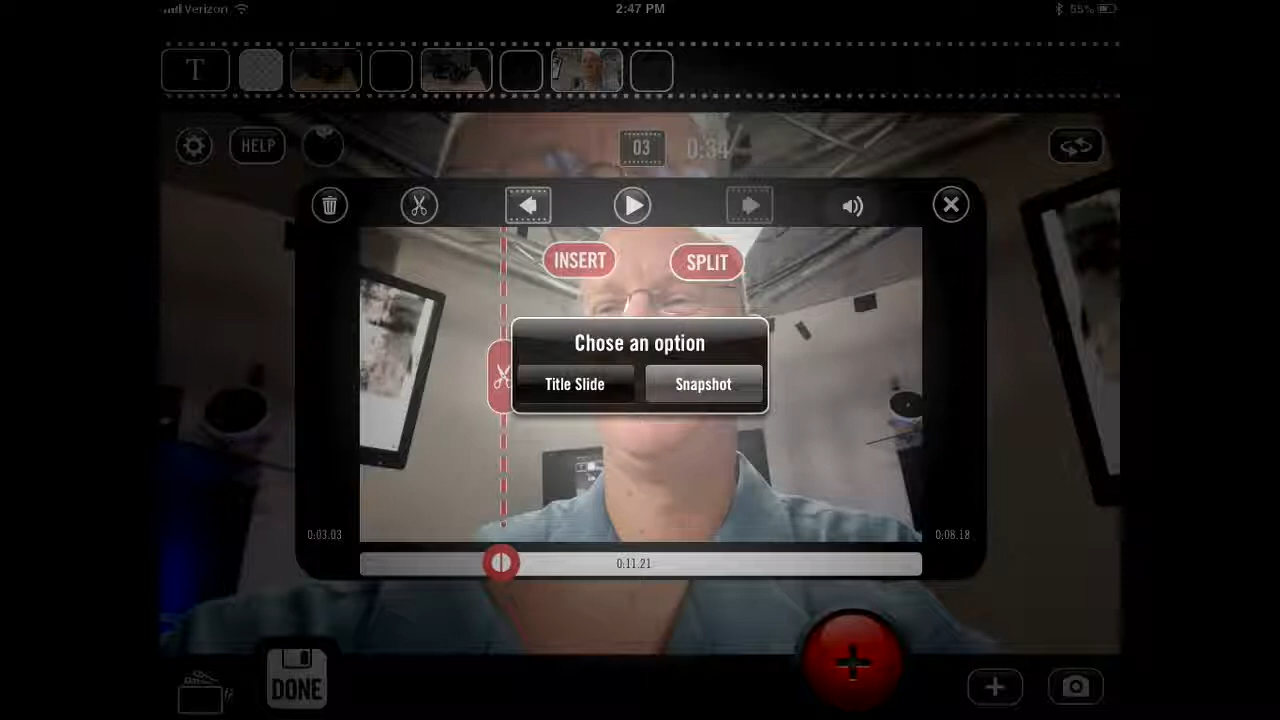 Verizon
2:47 PM
55%
T
HELP
03
0:34
INSERT
SPLIT
Chose an option
Title Slide
Snapshot
0:03.03
0:08.18
0:11.21
DONE